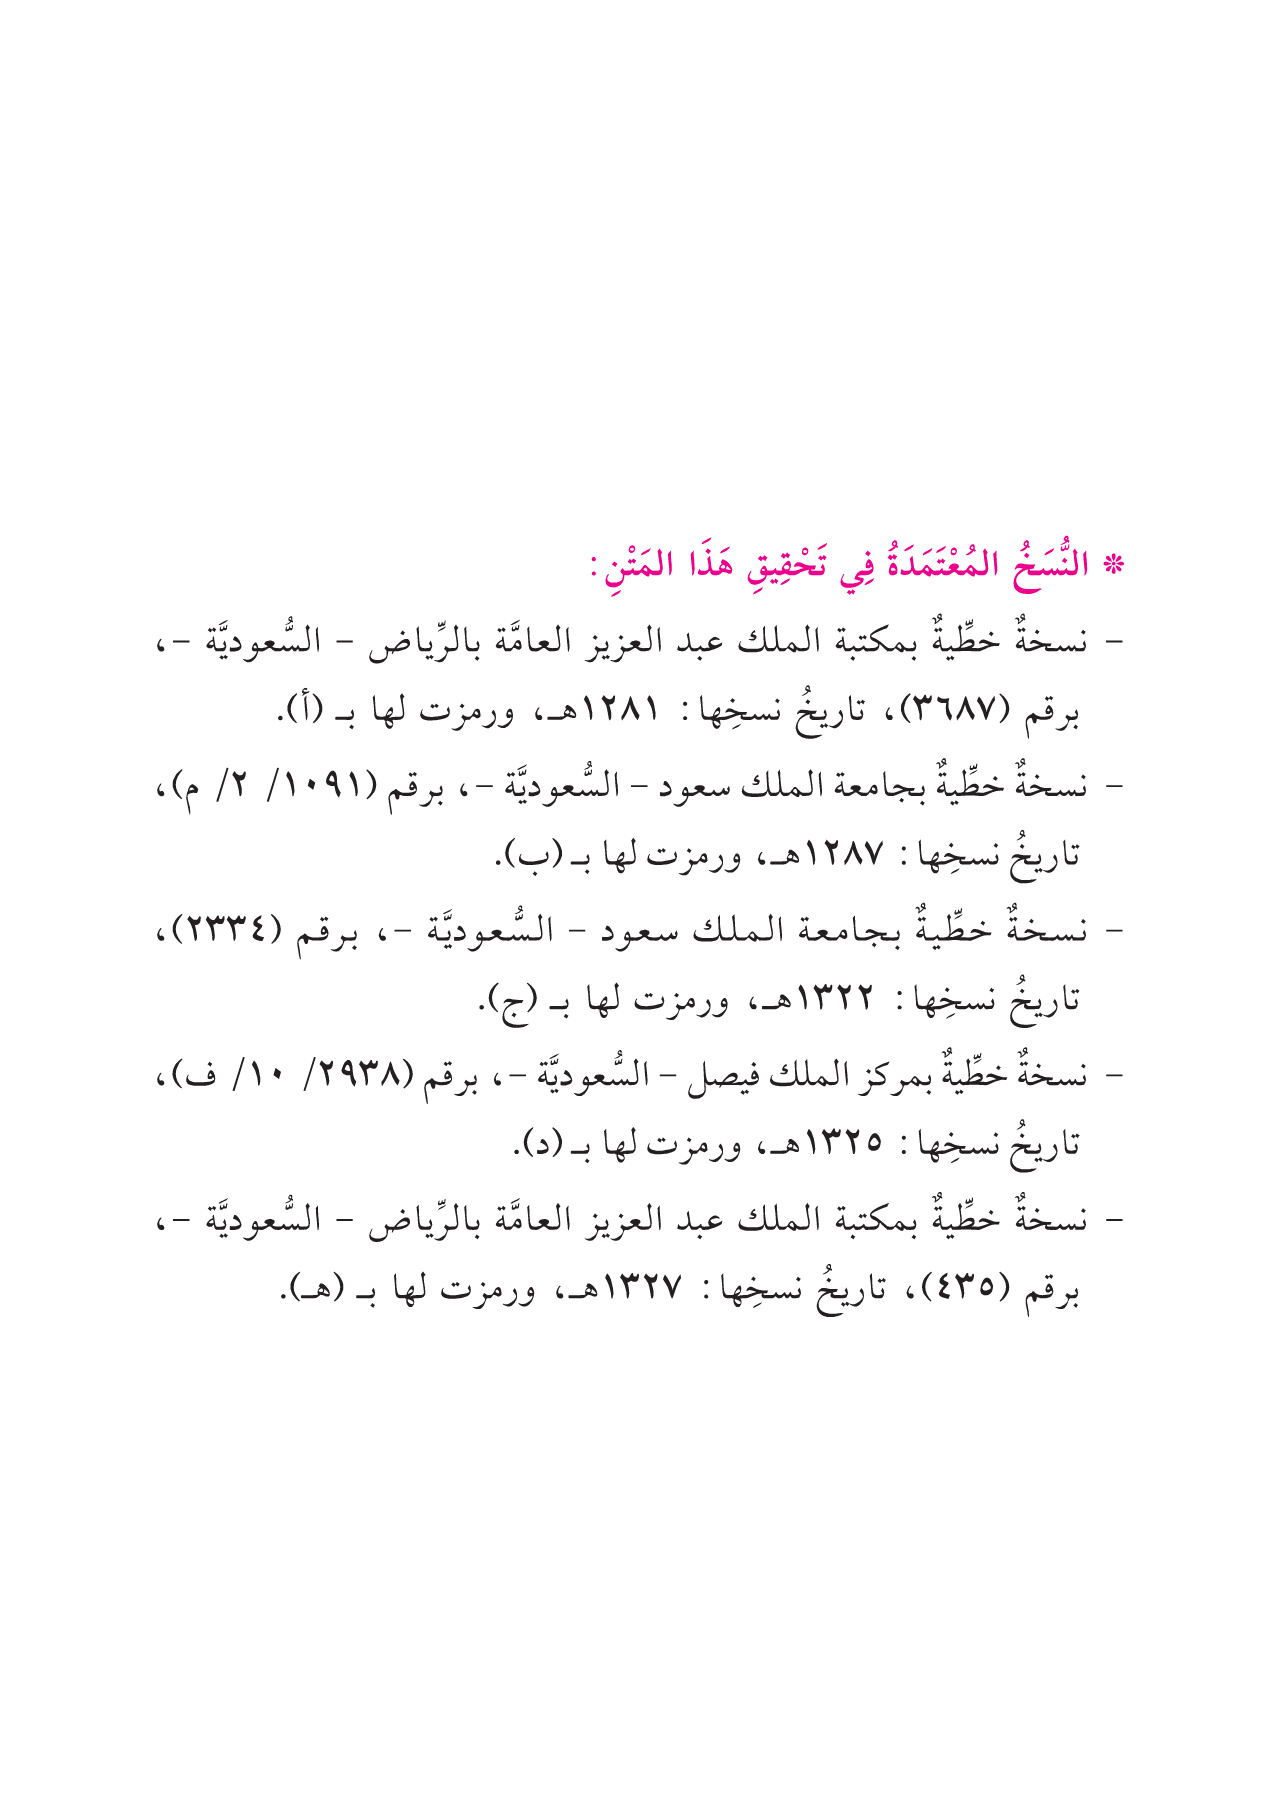 * النُّسَخُ المُعْتَمَدَةُ فِي تَحْقِيقِ هَذَا المَتْنِ:
- نسخةٌ خطِّيةٌ بمكتبة الملك عبد العزيز العامَّة بالرِّياض - السُّعوديَّة -،
برقم (٣٦٨٧)، تاريخُ نسخِها: ١٢٨١هـ، ورمزت لها بـ (أ).
- نسخةٌ خطِّيةٌ بجامعة الملك سعود - السُّعوديَّة -، برقم (١٠٩١/ ٢/ م)،
تاريخُ نسخِها: ١٢٨٧هـ، ورمزت لها بـ (ب).
- نسخةٌ خطِّيةٌ بجامعة الملك سعود - السُّعوديَّة -، برقم (٢٣٣٤)،
تاريخُ نسخِها: ١٣٢٢هـ، ورمزت لها بـ (ج).
- نسخةٌ خطِّيةٌ بمركز الملك فيصل - السُّعوديَّة -، برقم (٢٩٣٨/ ١٠/ ف)،
تاريخُ نسخِها: ١٣٢٥هـ، ورمزت لها بـ (د).
- نسخةٌ خطِّيةٌ بمكتبة الملك عبد العزيز العامَّة بالرِّياض - السُّعوديَّة -،
برقم (٤٣٥)، تاريخُ نسخِها: ١٣٢٧هـ، ورمزت لها بـ (هـ).